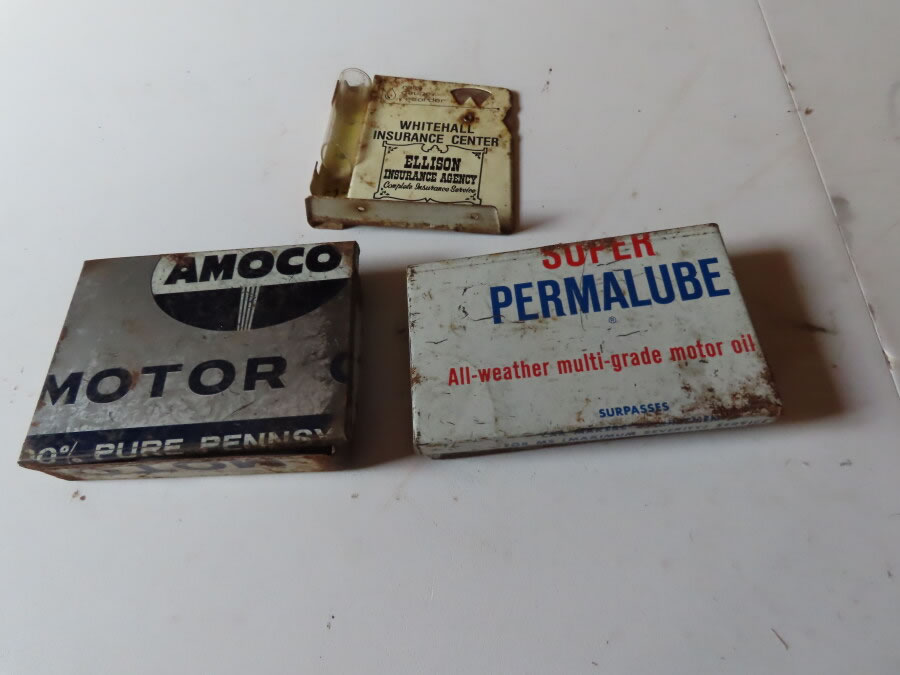 WHITEHALL
INSURANCE CENTER
ELLISON
INSURANCE AGENCY
Complete Insurance Service
AMOCO
MOTOR
0% PURE PENNSY
SUPER
PERMALUBE
®
All-weather multi-grade motor oil
SURPASSES